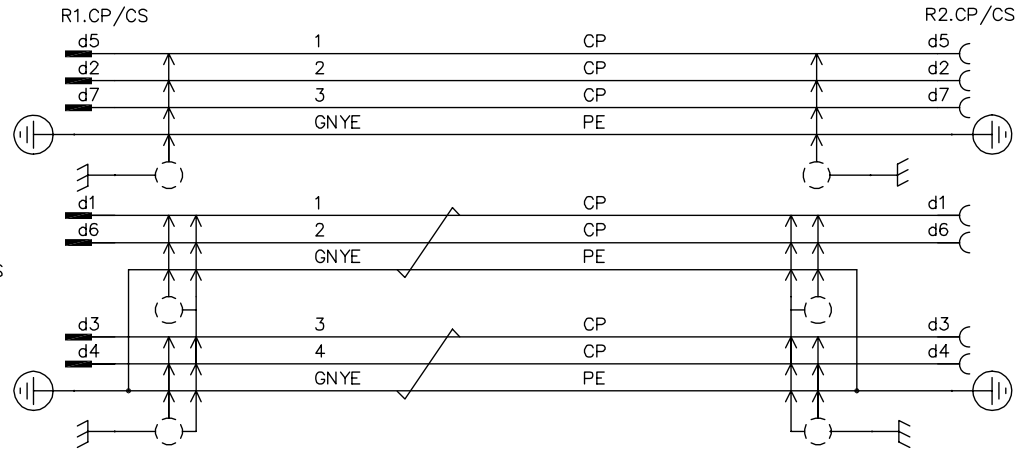 R1.CP/CS R2.CP/CS
d5 1 CP d5
d2 2 CP d2
d7 3 CP d7
GNYE PE
d1 1 CP d1
d6 2 CP d6
GNYE PE
S
d3 3 CP d3
d4 4 CP d4
GNYE PE